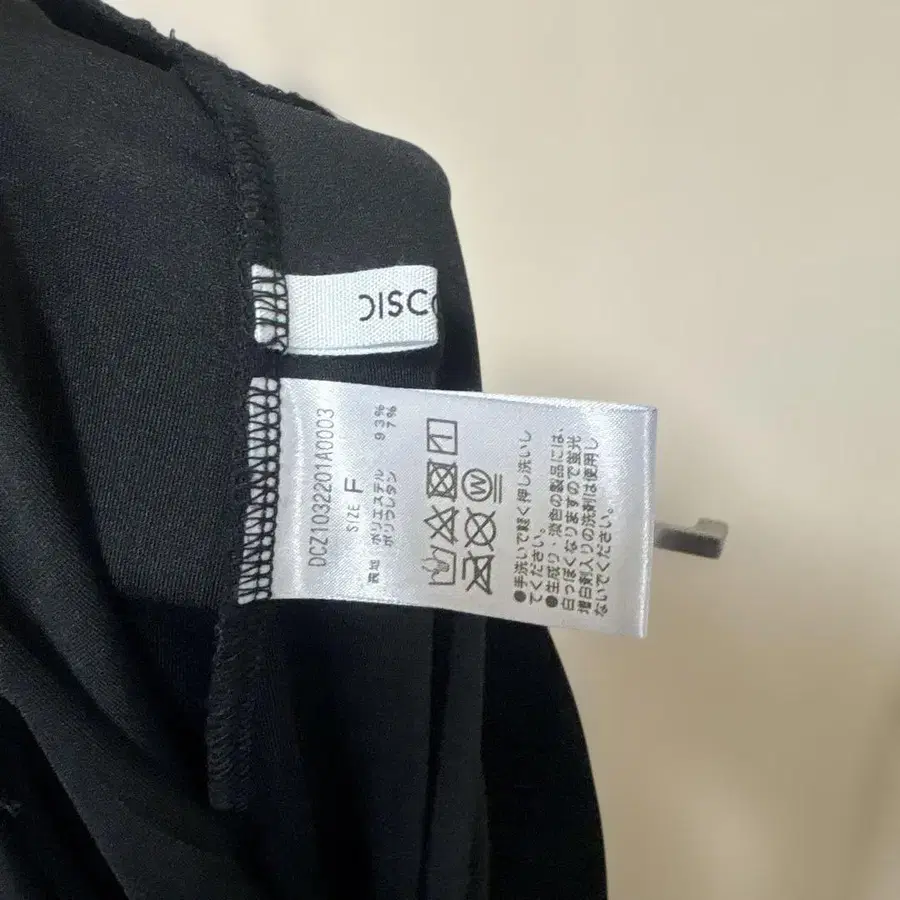 DISC
DCZ1032201A0003
SIZE F
表地 ポリエステル 93%
ポリウレタン 7%
W
●手洗いで軽く押し洗いし
てください。
●生成り・淡色の製品には、
白っぽくなりますので蛍光
増白剤入りの洗剤は使用し
ないでください。